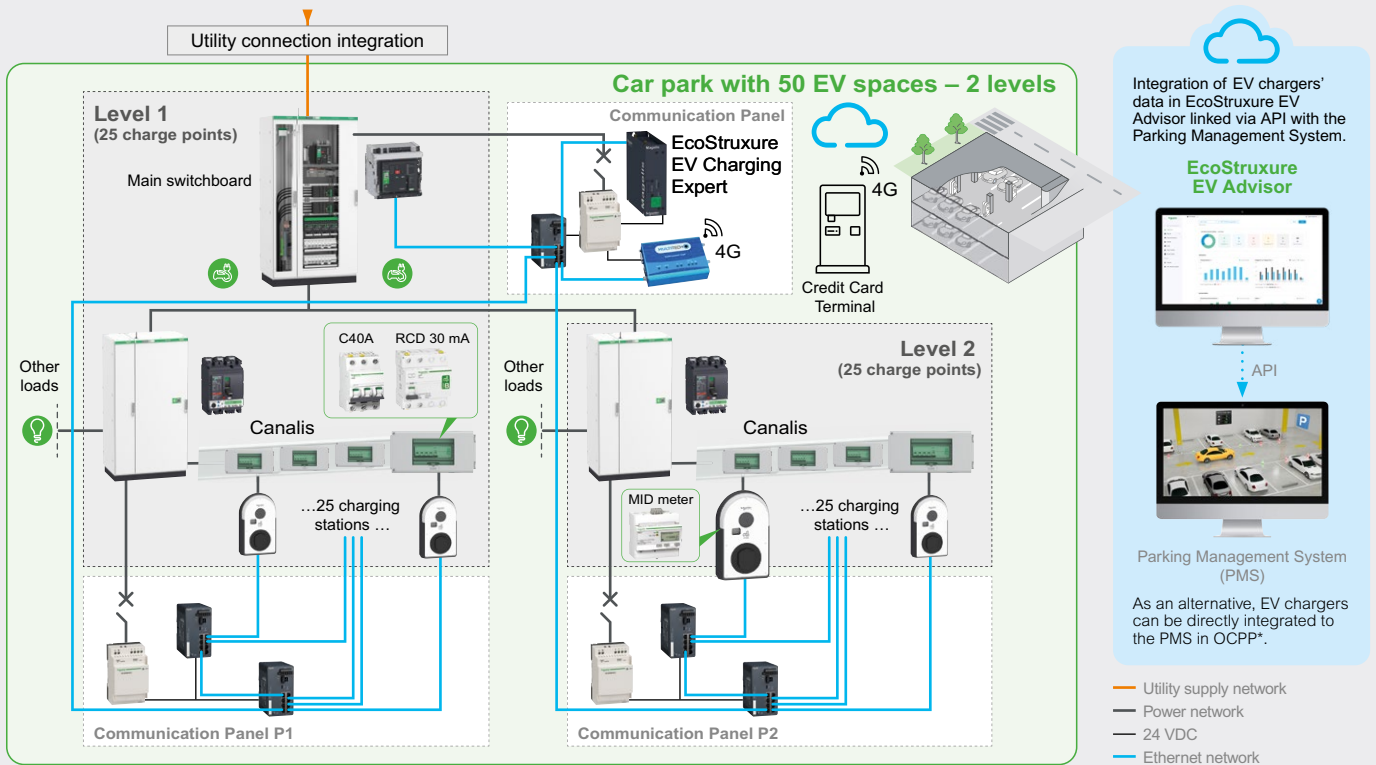 Utility connection integration
Car park with 50 EV spaces – 2 levels
Level 1
(25 charge points)
Main switchboard
Communication Panel
EcoStruxure
EV Charging
Expert
4G
4G
Credit Card
Terminal
Other
loads
C40A
RCD 30 mA
Canalis
…25 charging
stations …
Communication Panel P1
Other
loads
Level 2
(25 charge points)
Canalis
MID meter
…25 charging
stations …
Communication Panel P2
Integration of EV chargers’
data in EcoStruxure EV
Advisor linked via API with the
Parking Management System.
EcoStruxure
EV Advisor
API
P
Parking Management System
(PMS)
As an alternative, EV chargers
can be directly integrated to
the PMS in OCPP*.
Utility supply network
Power network
24 VDC
Ethernet network